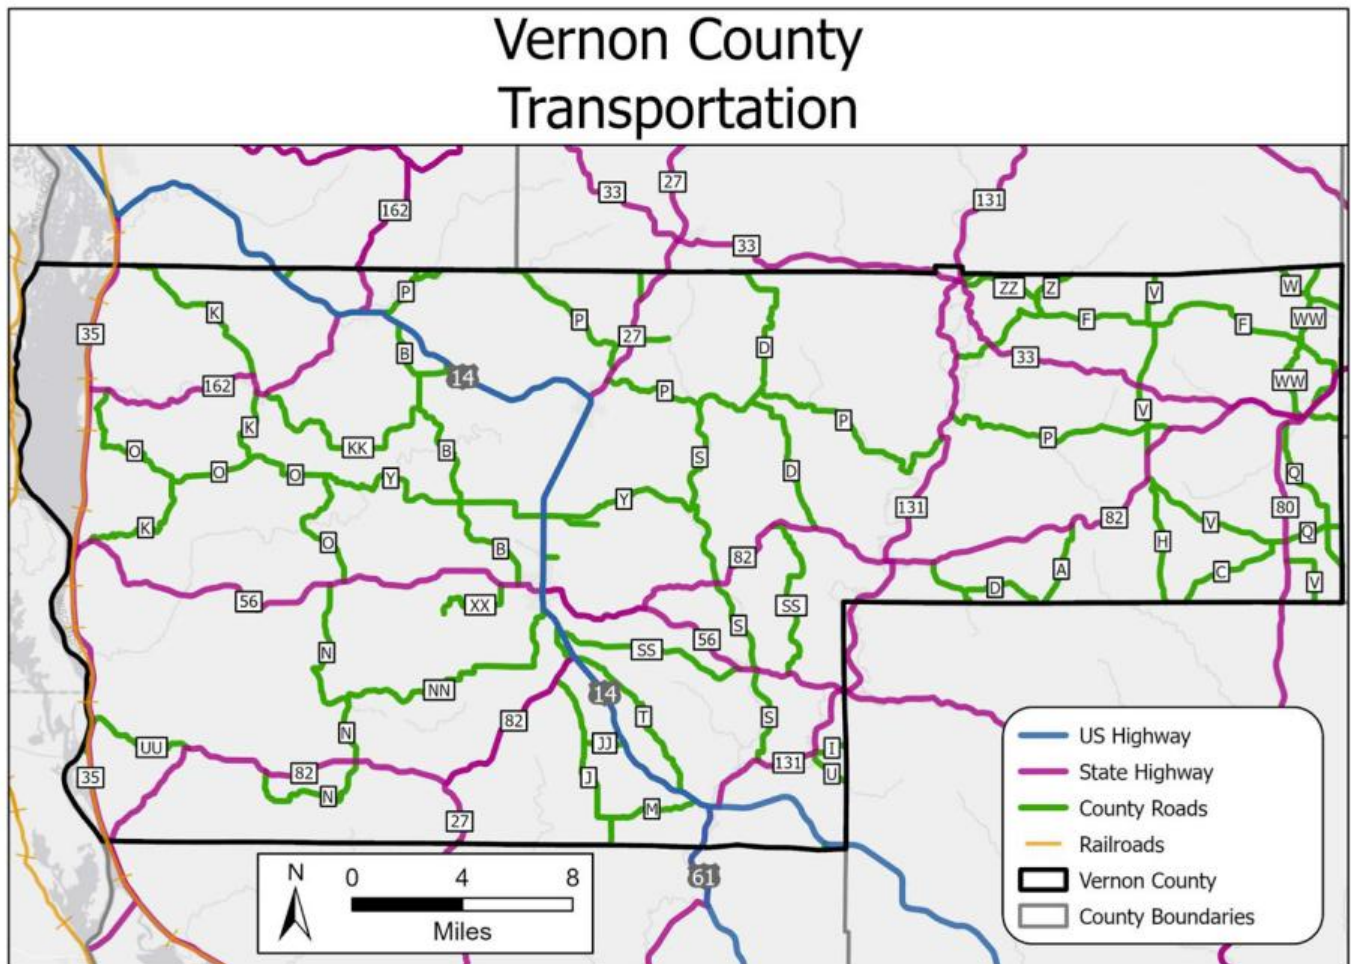 Vernon County
Transportation
27
33
131
162
33
ZZ
Z
W
P
V
K
P
F
WW
F
35
27
D
B
33
14
162
WW
P
V
P
K
P
KK
B
O
S
O
D
Q
O
Y
Y
131
80
82
V
K
Q
H
O
B
82
A
C
V
D
56
XX
SS
S
56
SS
N
NN
14
T
S
82
N
JJ
I
UU
131
U
35
82
J
N
M
27
61
US Highway
State Highway
County Roads
Railroads
Vernon County
County Boundaries
N
0 4 8
Miles